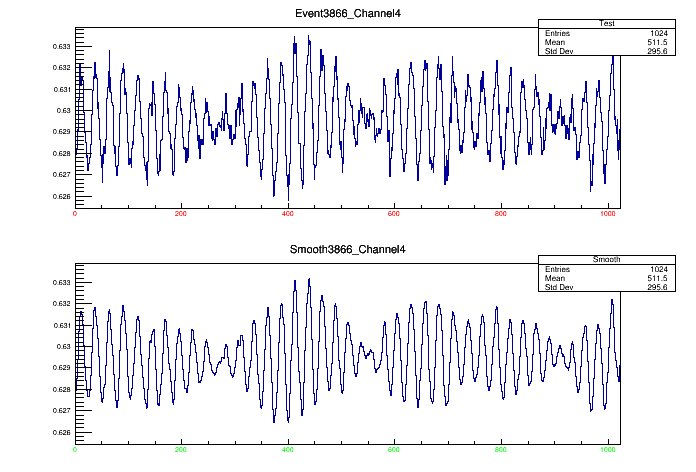 Event3866_Channel4
Test
Entries 1024
Mean 511.5
Std Dev 295.6
0.633
0.632
0.631
0.63
0.629
0.628
0.627
0.626
0 200 400 600 800 1000
Smooth3866_Channel4
Smooth
Entries 1024
Mean 511.5
Std Dev 295.6
0.633
0.632
0.631
0.63
0.629
0.628
0.627
0.626
0 200 400 600 800 1000